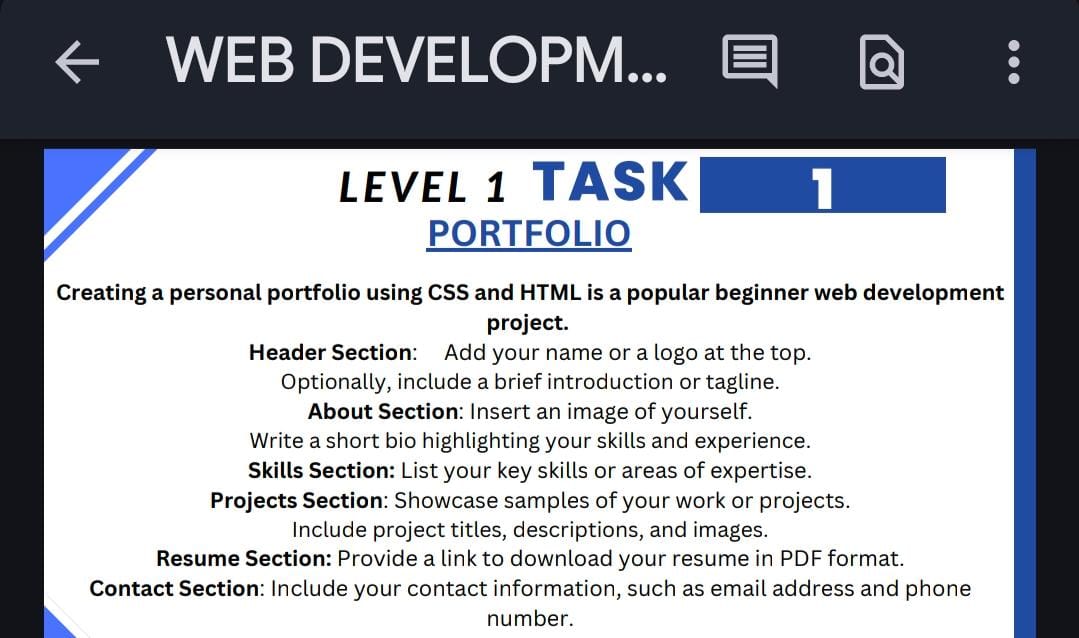 WEB DEVELOPM...
LEVEL 1 TASK 1
PORTFOLIO
Creating a personal portfolio using CSS and HTML is a popular beginner web development
project.
Header Section: Add your name or a logo at the top.
Optionally, include a brief introduction or tagline.
About Section: Insert an image of yourself.
Write a short bio highlighting your skills and experience.
Skills Section: List your key skills or areas of expertise.
Projects Section: Showcase samples of your work or projects.
Include project titles, descriptions, and images.
Resume Section: Provide a link to download your resume in PDF format.
Contact Section: Include your contact information, such as email address and phone
number.